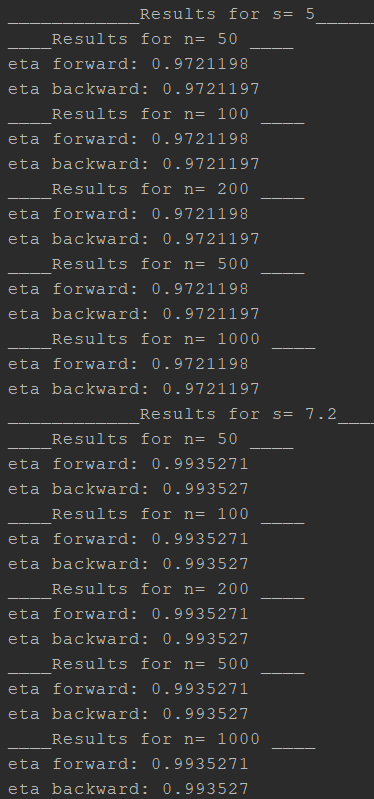 ____________Results for s= 5______
____Results for n= 50 ____
eta forward: 0.9721198
eta backward: 0.9721197
____Results for n= 100 ____
eta forward: 0.9721198
eta backward: 0.9721197
____Results for n= 200 ____
eta forward: 0.9721198
eta backward: 0.9721197
____Results for n= 500 ____
eta forward: 0.9721198
eta backward: 0.9721197
____Results for n= 1000 ____
eta forward: 0.9721198
eta backward: 0.9721197
____________Results for s= 7.2____
____Results for n= 50 ____
eta forward: 0.9935271
eta backward: 0.993527
____Results for n= 100 ____
eta forward: 0.9935271
eta backward: 0.993527
____Results for n= 200 ____
eta forward: 0.9935271
eta backward: 0.993527
____Results for n= 500 ____
eta forward: 0.9935271
eta backward: 0.993527
____Results for n= 1000 ____
eta forward: 0.9935271
eta backward: 0.993527